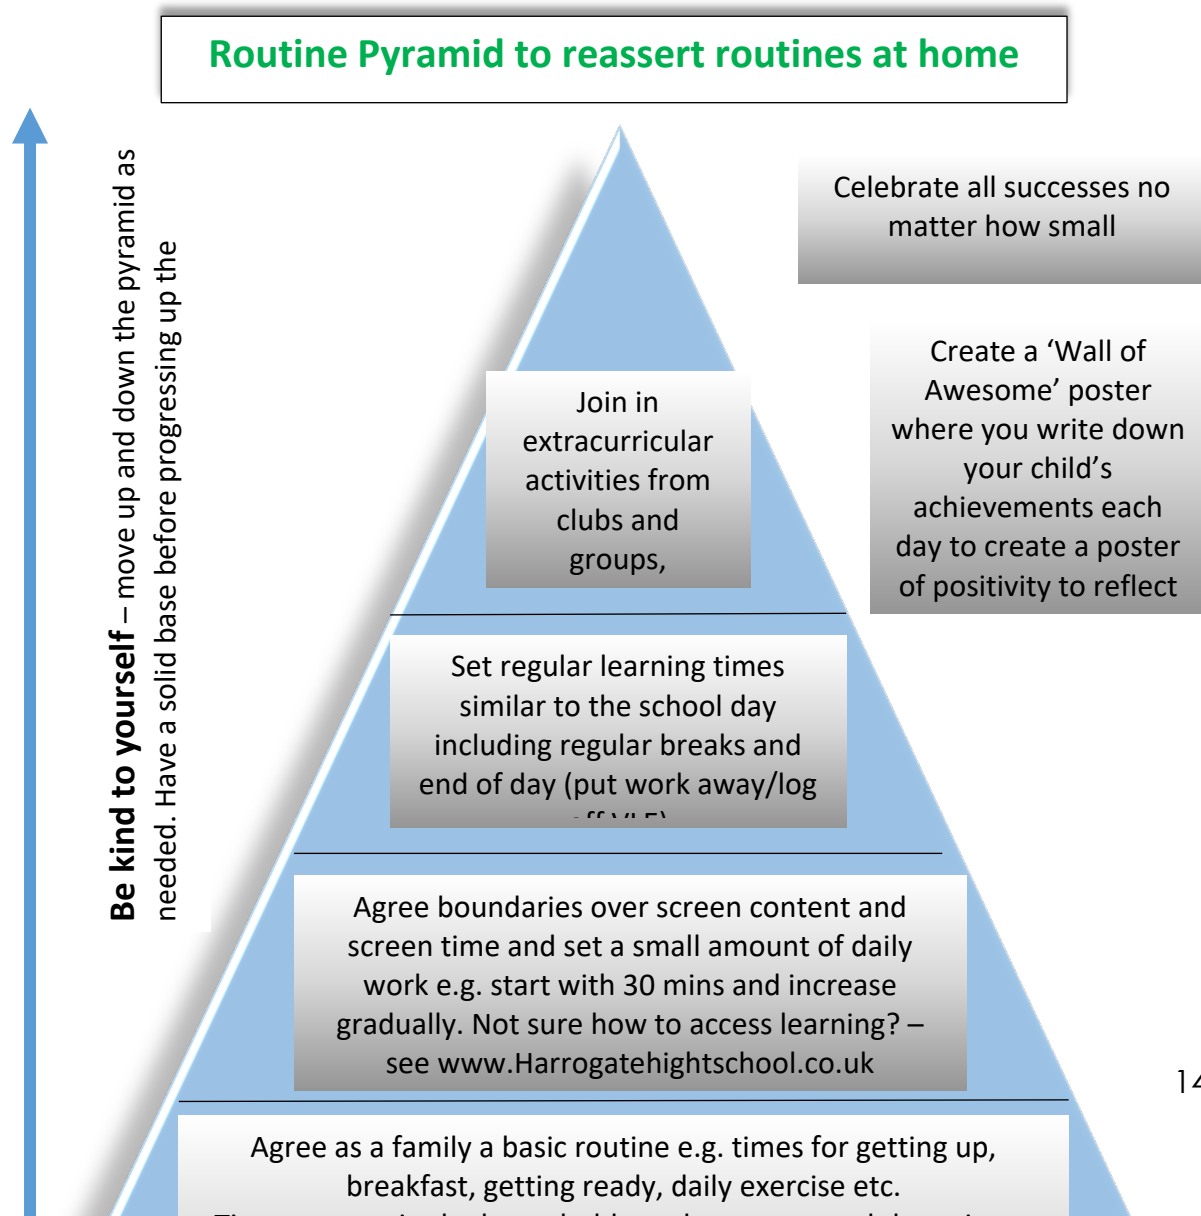 Routine Pyramid to reassert routines at home
Be kind to yourself – move up and down the pyramid as
needed. Have a solid base before progressing up the
Celebrate all successes no
matter how small
Create a ‘Wall of
Awesome’ poster
where you write down
your child’s
achievements each
day to create a poster
of positivity to reflect
Join in
extracurricular
activities from
clubs and
groups,
Set regular learning times
similar to the school day
including regular breaks and
end of day (put work away/log
Agree boundaries over screen content and
screen time and set a small amount of daily
work e.g. start with 30 mins and increase
gradually. Not sure how to access learning? –
see www.Harrogatehightschool.co.uk
14
Agree as a family a basic routine e.g. times for getting up,
breakfast, getting ready, daily exercise etc.